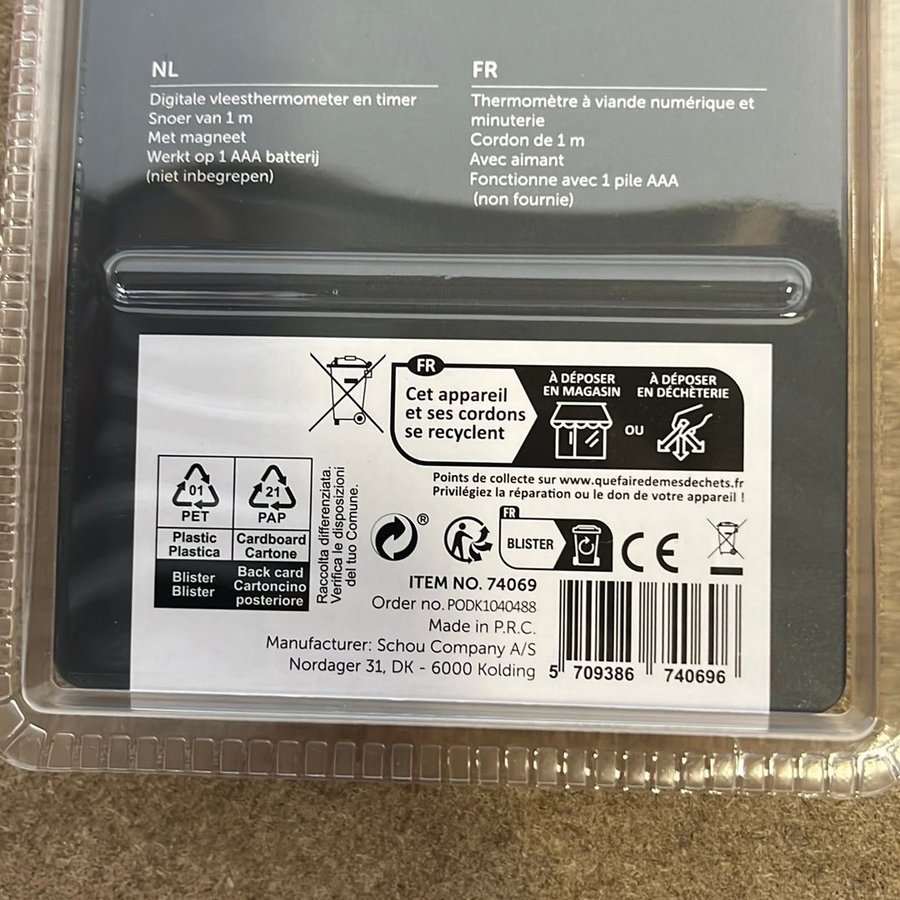 NL
Digitale vleesthermometer en timer
Snoer van 1 m
Met magneet
Werkt op 1 AAA batterij
(niet inbegrepen)
FR
Thermomètre à viande numérique et
minuterie
Cordon de 1 m
Avec aimant
Fonctionne avec 1 pile AAA
(non fournie)
FR
Cet appareil
et ses cordons
se recyclent
À DÉPOSER
EN MAGASIN
OU
À DÉPOSER
EN DÉCHÈTERIE
Points de collecte sur www.quefairedemesdechets.fr
Privilégiez la réparation ou le don de votre appareil !
01
PET
Plastic
Plastica
Blister
Blister
21
PAP
Cardboard
Cartone
Back card
Cartoncino
posteriore
Raccolta differenziata.
Verifica le disposizioni
del tuo Comune.
®
FR
BLISTER
CE
ITEM NO. 74069
Order no. PODK1040488
Made in P.R.C.
Manufacturer: Schou Company A/S
Nordager 31, DK - 6000 Kolding
5 709386 740696